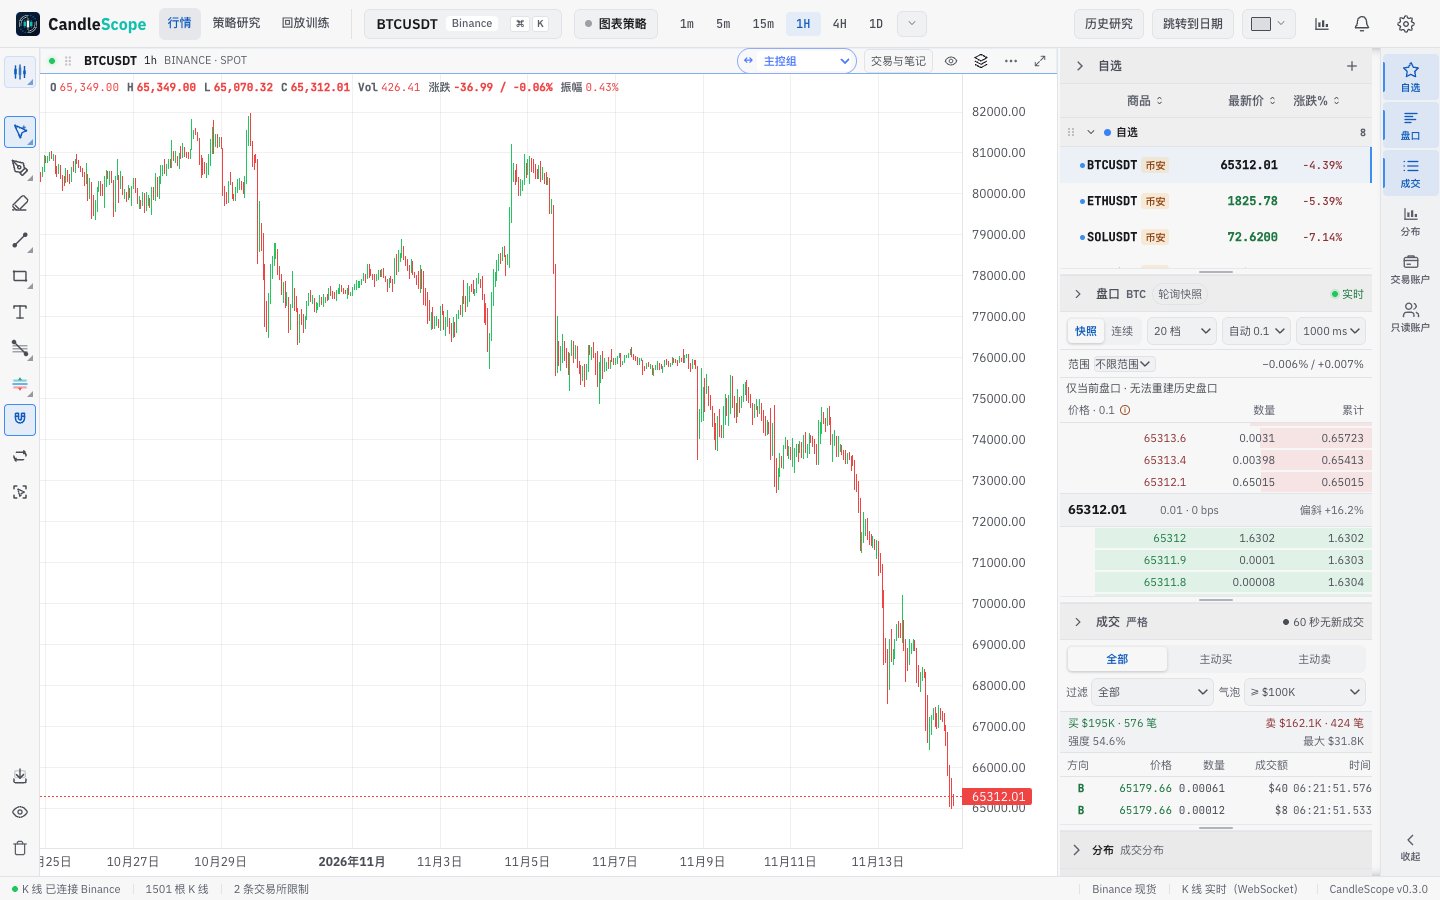 CandleScope
行情
策略研究
回放训练
BTCUSDT Binance ⌘ K
图表策略
1m 5m 15m 1H 4H 1D
历史研究
跳转到日期
BTCUSDT 1h BINANCE · SPOT
主控组
交易与笔记
O 65,349.00 H 65,349.00 L 65,070.32 C 65,312.01 Vol 426.41 涨跌 -36.99 / -0.06% 振幅 0.43%
82000.00
81000.00
80000.00
79000.00
78000.00
77000.00
76000.00
75000.00
74000.00
73000.00
72000.00
71000.00
70000.00
69000.00
68000.00
67000.00
66000.00
65312.01
65000.00
月25日 10月27日 10月29日 2026年11月 11月3日 11月5日 11月7日 11月9日 11月11日 11月13日
自选
商品 最新价 涨跌%
自选 8
BTCUSDT 币安 65312.01 -4.39%
ETHUSDT 币安 1825.78 -5.39%
SOLUSDT 币安 72.6200 -7.14%
盘口 BTC 轮询快照 实时
快照 连续 20 档 自动 0.1 1000 ms
范围 不限范围 −0.006% / +0.007%
仅当前盘口 · 无法重建历史盘口
价格 · 0.1 数量 累计
65313.6 0.0031 0.65723
65313.4 0.00398 0.65413
65312.1 0.65015 0.65015
65312.01 0.01 · 0 bps 偏斜 +16.2%
65312 1.6302 1.6302
65311.9 0.0001 1.6303
65311.8 0.00008 1.6304
成交 严格 60 秒无新成交
全部 主动买 主动卖
过滤 全部 气泡 ≥ $100K
买 $195K · 576 笔 卖 $162.1K · 424 笔
强度 54.6% 最大 $31.8K
方向 价格 数量 成交额 时间
B 65179.66 0.00061 $40 06:21:51.576
B 65179.66 0.00012 $8 06:21:51.533
分布 成交分布
自选
盘口
成交
分布
交易账户
只读账户
收起
K 线 已连接 Binance 1501 根 K 线 2 条交易所限制
Binance 现货 K 线 实时（WebSocket） CandleScope v0.3.0